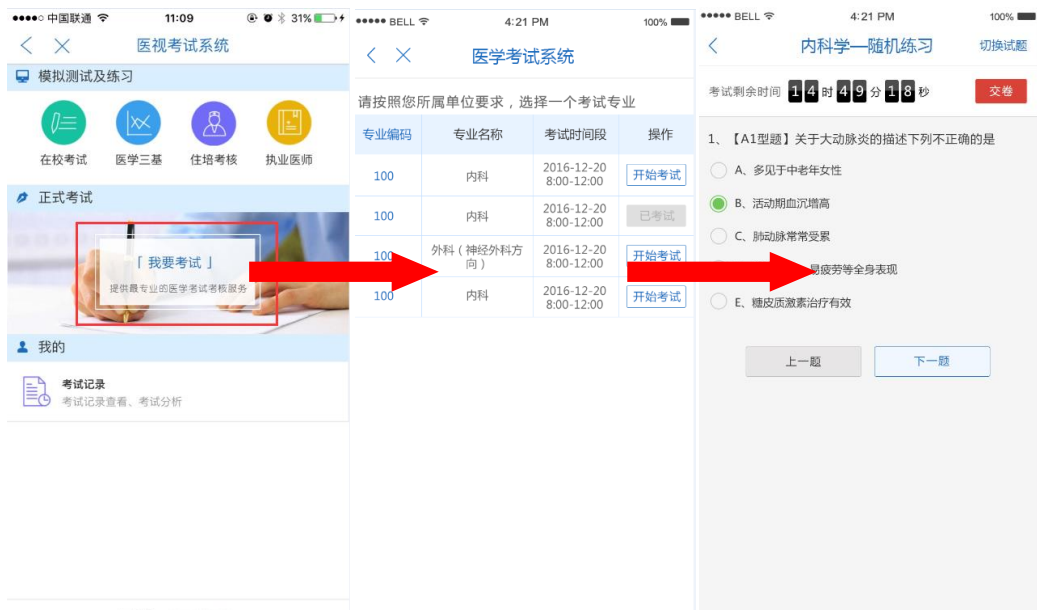 中国联通 11:09 31%
医视考试系统
模拟测试及练习
在校考试 医学三基 住培考核 执业医师
正式考试
「 我要考试 」
提供最专业的医学考试考核服务
我的
考试记录
考试记录查看、考试分析
BELL 4:21 PM 100%
医学考试系统
请按照您所属单位要求，选择一个考试专业
专业编码 专业名称 考试时间段 操作
100 内科 2016-12-20 8:00-12:00 开始考试
100 内科 2016-12-20 8:00-12:00 已考试
100 外科（神经外科方向） 2016-12-20 8:00-12:00 开始考试
100 内科 2016-12-20 8:00-12:00 开始考试
BELL 4:21 PM 100%
内科学—随机练习 切换试题
考试剩余时间 14 时 49 分 18 秒 交卷
1、【A1型题】关于大动脉炎的描述下列不正确的是
A、多见于中老年女性
B、活动期血沉增高
C、肺动脉常常受累
易疲劳等全身表现
E、糖皮质激素治疗有效
上一题 下一题